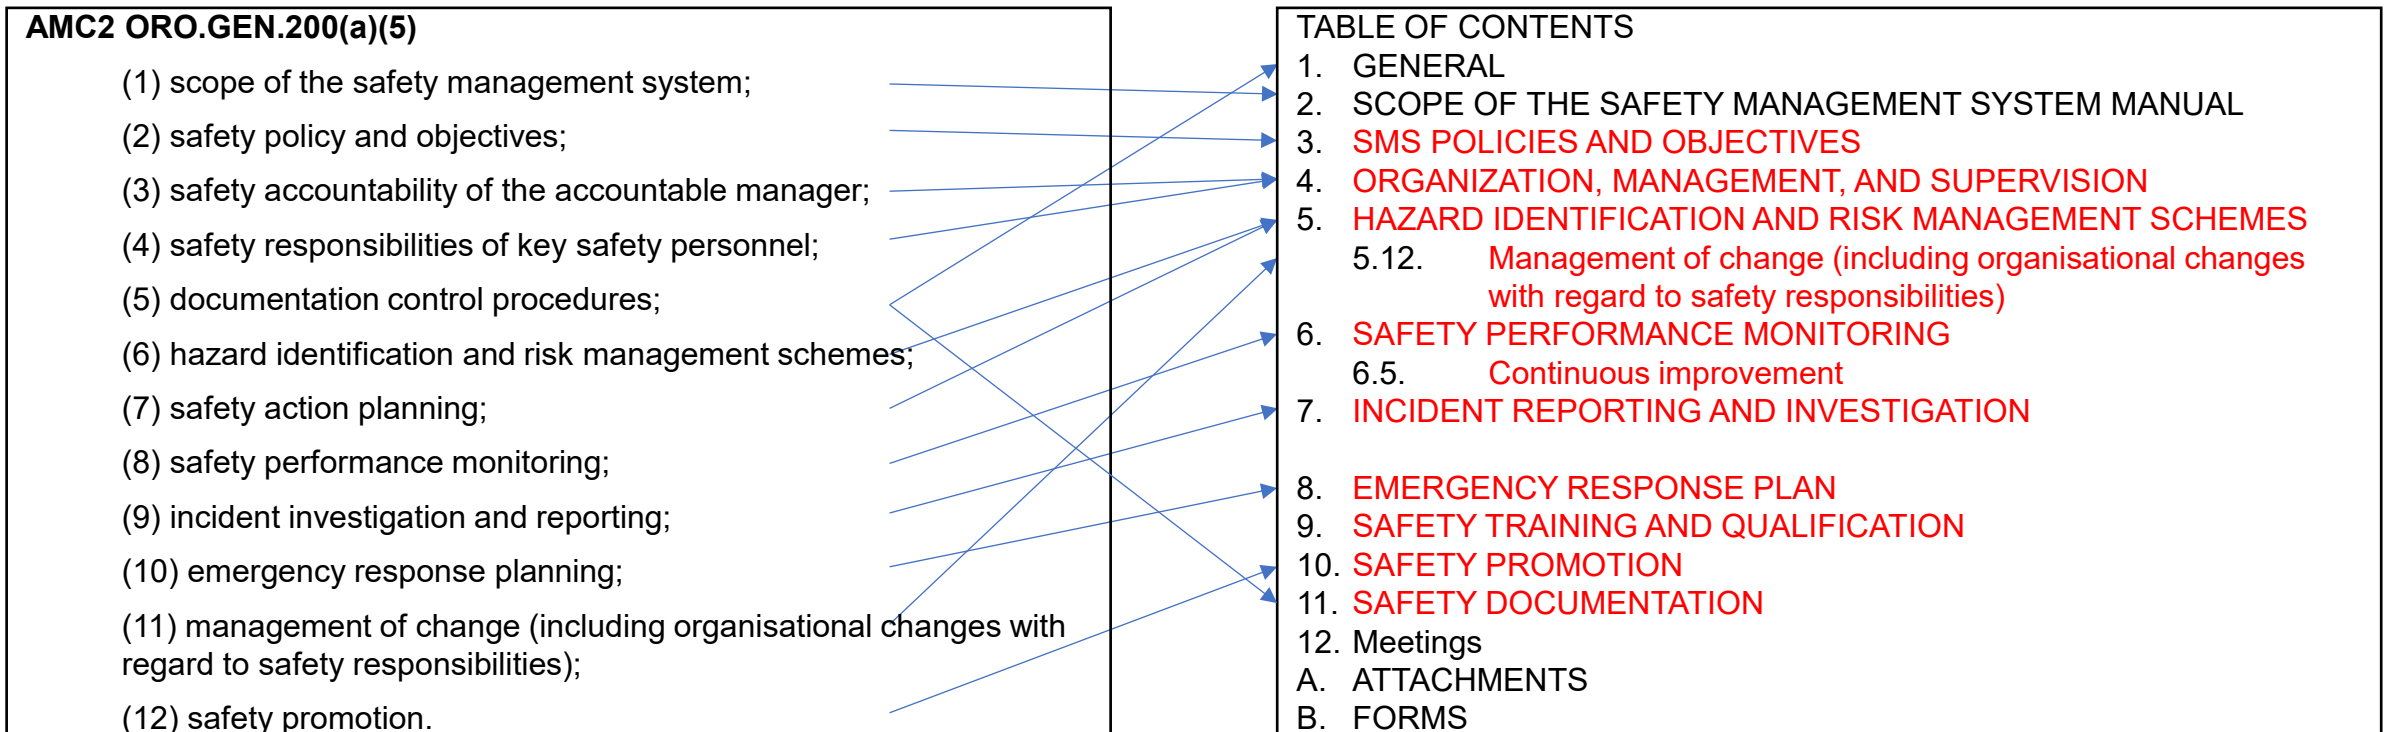 AMC2 ORO.GEN.200(a)(5)
(1) scope of the safety management system;
(2) safety policy and objectives;
(3) safety accountability of the accountable manager;
(4) safety responsibilities of key safety personnel;
(5) documentation control procedures;
(6) hazard identification and risk management schemes;
(7) safety action planning;
(8) safety performance monitoring;
(9) incident investigation and reporting;
(10) emergency response planning;
(11) management of change (including organisational changes with
regard to safety responsibilities);
(12) safety promotion.
TABLE OF CONTENTS
1. GENERAL
2. SCOPE OF THE SAFETY MANAGEMENT SYSTEM MANUAL
3. SMS POLICIES AND OBJECTIVES
4. ORGANIZATION, MANAGEMENT, AND SUPERVISION
5. HAZARD IDENTIFICATION AND RISK MANAGEMENT SCHEMES
5.12. Management of change (including organisational changes
with regard to safety responsibilities)
6. SAFETY PERFORMANCE MONITORING
6.5. Continuous improvement
7. INCIDENT REPORTING AND INVESTIGATION
8. EMERGENCY RESPONSE PLAN
9. SAFETY TRAINING AND QUALIFICATION
10. SAFETY PROMOTION
11. SAFETY DOCUMENTATION
12. Meetings
A. ATTACHMENTS
B. FORMS